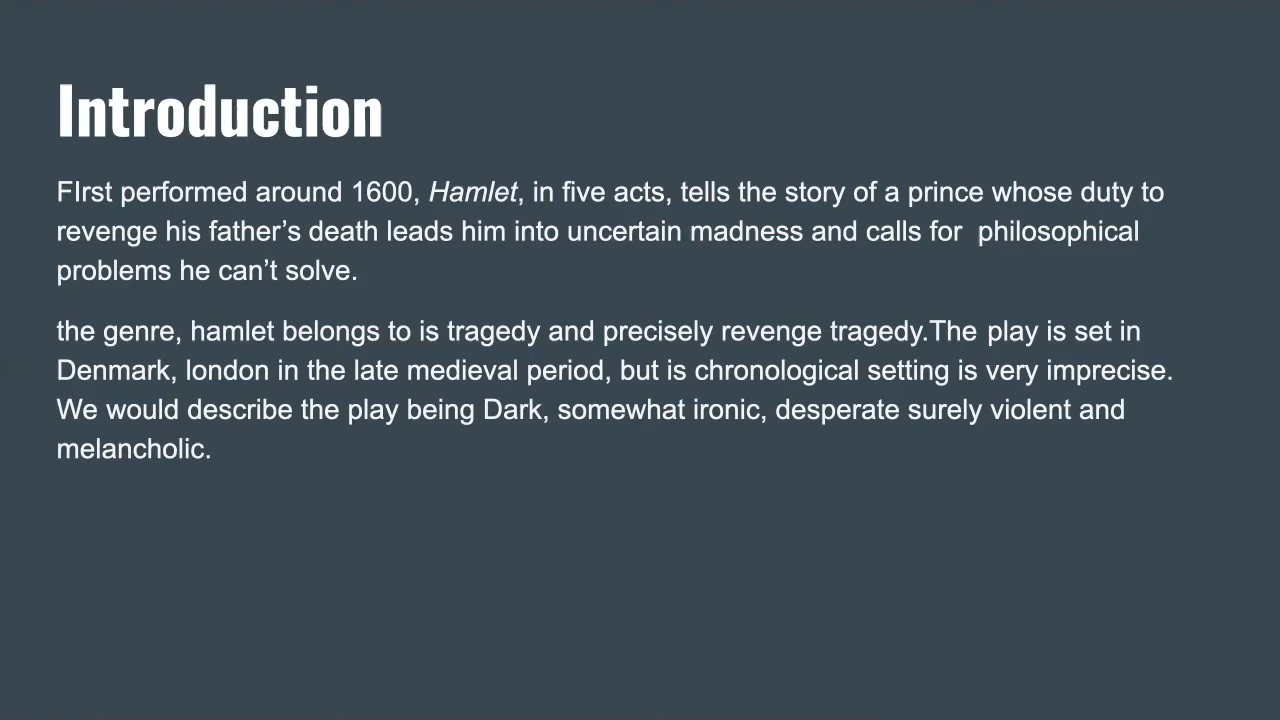 Introduction
FIrst performed around 1600, Hamlet, in five acts, tells the story of a prince whose duty to
revenge his father’s death leads him into uncertain madness and calls for  philosophical
problems he can’t solve.
the genre, hamlet belongs to is tragedy and precisely revenge tragedy.The play is set in
Denmark, london in the late medieval period, but is chronological setting is very imprecise.
We would describe the play being Dark, somewhat ironic, desperate surely violent and
melancholic.